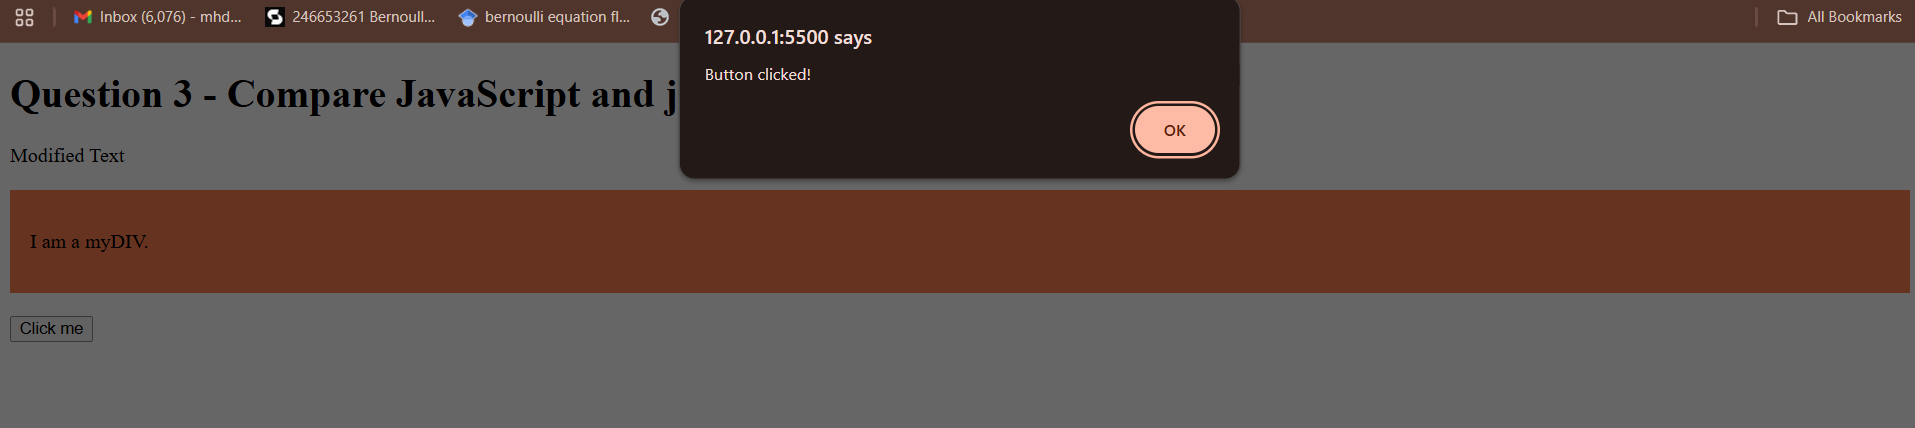 Inbox (6,076) - mhd...
246653261 Bernoull...
bernoulli equation fl...
All Bookmarks
127.0.0.1:5500 says
Button clicked!
OK
Question 3 - Compare JavaScript and j
Modified Text
I am a myDIV.
Click me